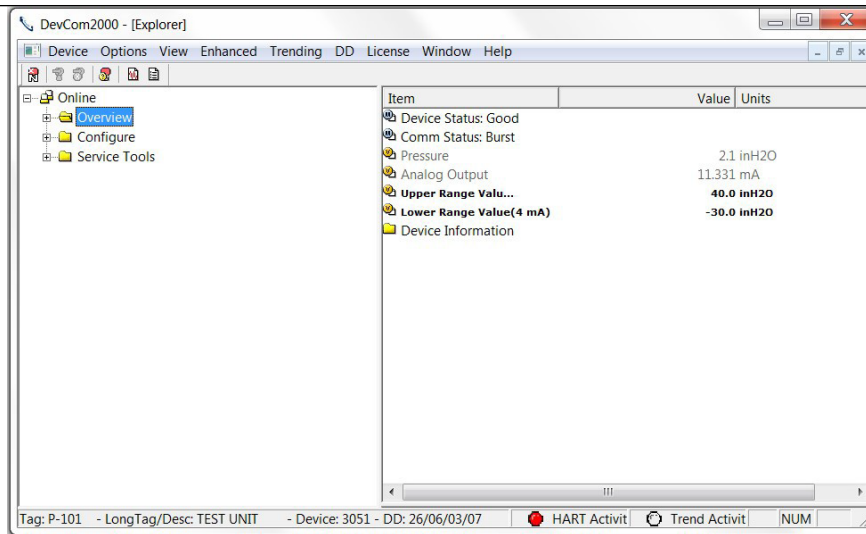 DevCom2000 - [Explorer]
Device Options View Enhanced Trending DD License Window Help
Online
Overview
Configure
Service Tools
Item Value Units
Device Status: Good
Comm Status: Burst
Pressure 2.1 inH2O
Analog Output 11.331 mA
Upper Range Valu... 40.0 inH2O
Lower Range Value(4 mA) -30.0 inH2O
Device Information
Tag: P-101 - LongTag/Desc: TEST UNIT - Device: 3051 - DD: 26/06/03/07 HART Activit Trend Activit NUM